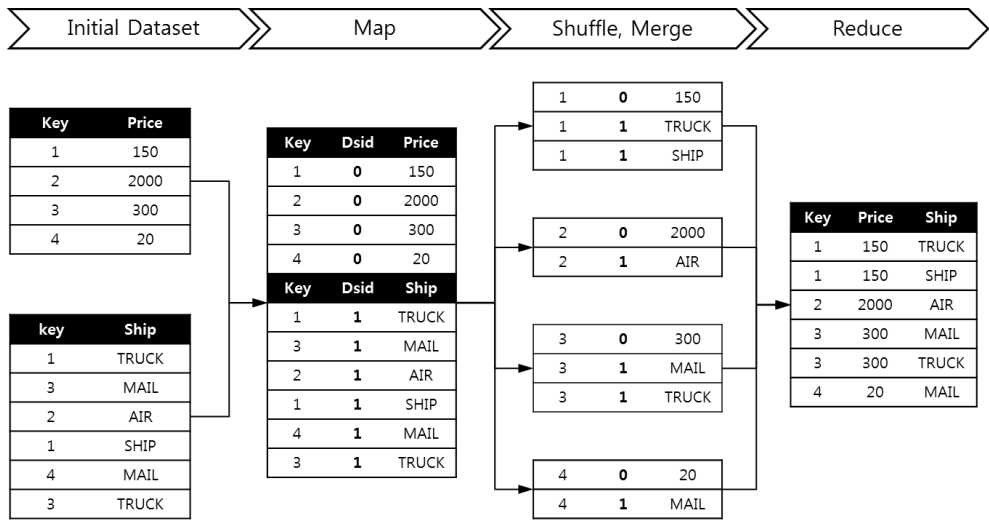 Initial Dataset Map Shuffle, Merge Reduce
Key Price
1 150
2 2000
3 300
4 20
key Ship
1 TRUCK
3 MAIL
2 AIR
1 SHIP
4 MAIL
3 TRUCK
Key Dsid Price
1 0 150
2 0 2000
3 0 300
4 0 20
Key Dsid Ship
1 1 TRUCK
3 1 MAIL
2 1 AIR
1 1 SHIP
4 1 MAIL
3 1 TRUCK
1 0 150
1 1 TRUCK
1 1 SHIP
2 0 2000
2 1 AIR
3 0 300
3 1 MAIL
3 1 TRUCK
4 0 20
4 1 MAIL
Key Price Ship
1 150 TRUCK
1 150 SHIP
2 2000 AIR
3 300 MAIL
3 300 TRUCK
4 20 MAIL